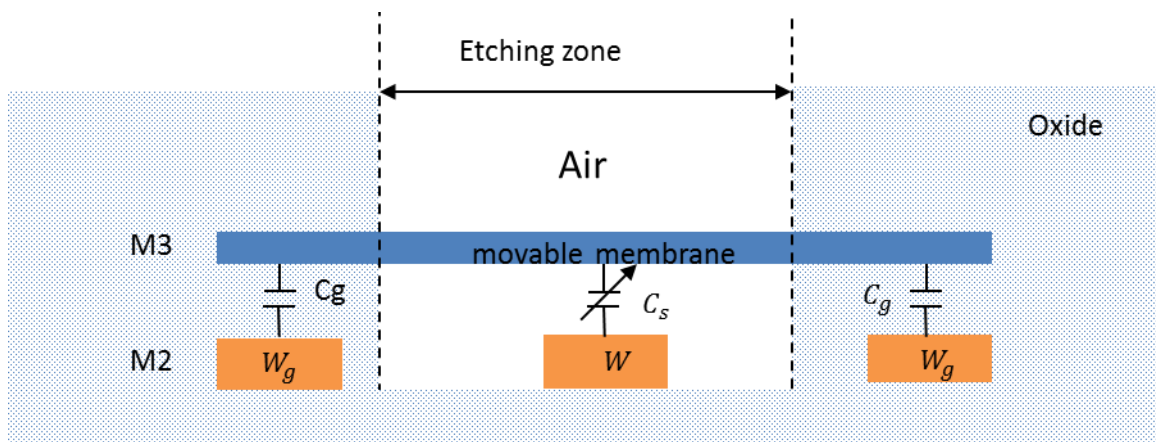 Etching zone
Oxide
Air
M3
movable membrane
Cg
C_s
C_g
M2
W_g
W
W_g